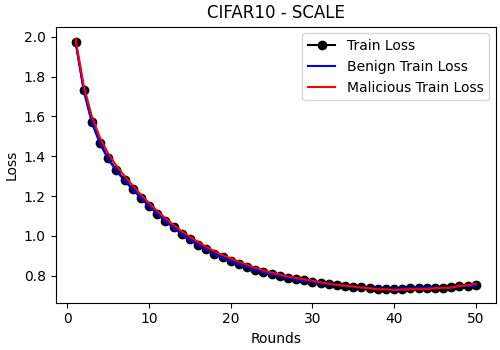 CIFAR10 - SCALE
2.0
1.8
1.6
1.4
1.2
1.0
0.8
Loss
Train Loss
Benign Train Loss
Malicious Train Loss
0 10 20 30 40 50
Rounds